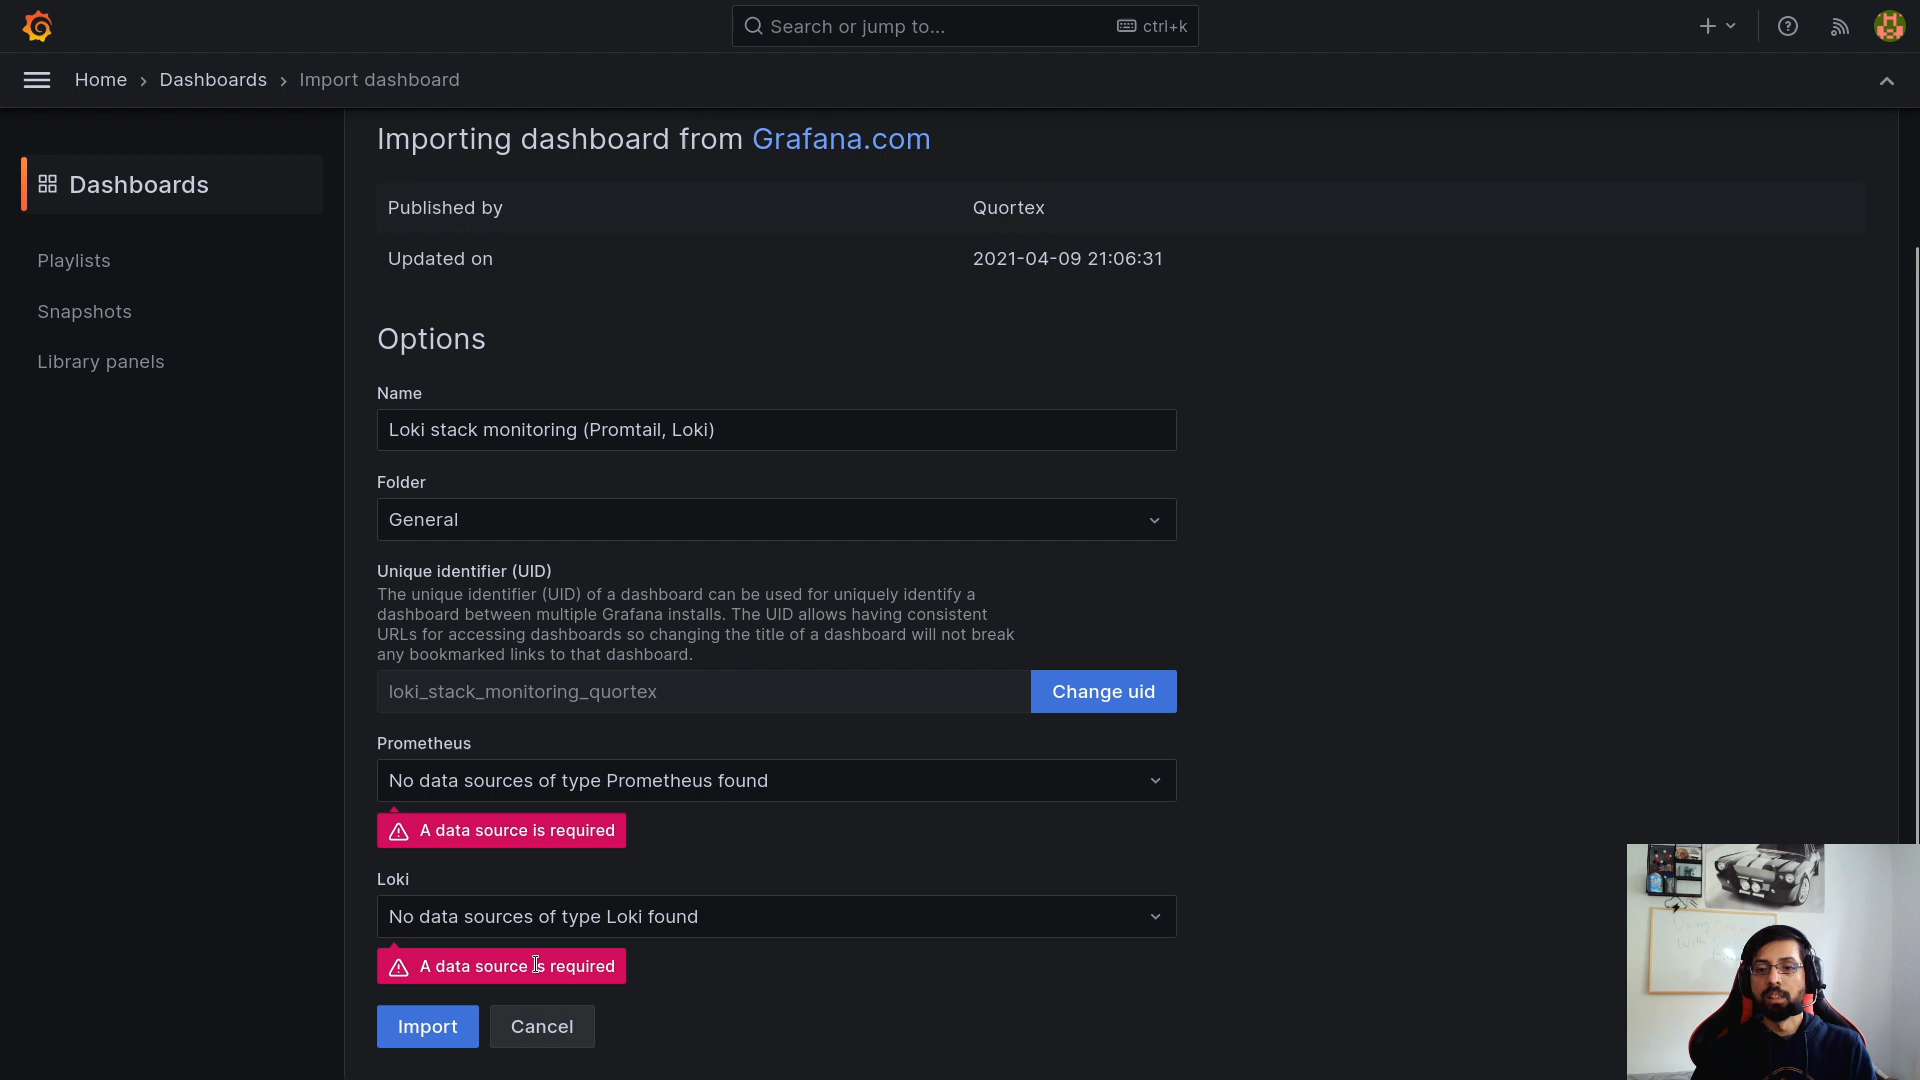 Search or jump to...
ctrl+k
Home
Dashboards
Import dashboard
Dashboards
Playlists
Snapshots
Library panels
Importing dashboard from Grafana.com
Published by
Quortex
Updated on
2021-04-09 21:06:31
Options
Name
Loki stack monitoring (Promtail, Loki)
Folder
General
Unique identifier (UID)
The unique identifier (UID) of a dashboard can be used for uniquely identify a
dashboard between multiple Grafana installs. The UID allows having consistent
URLs for accessing dashboards so changing the title of a dashboard will not break
any bookmarked links to that dashboard.
loki_stack_monitoring_quortex
Change uid
Prometheus
No data sources of type Prometheus found
A data source is required
Loki
No data sources of type Loki found
A data source is required
Import
Cancel